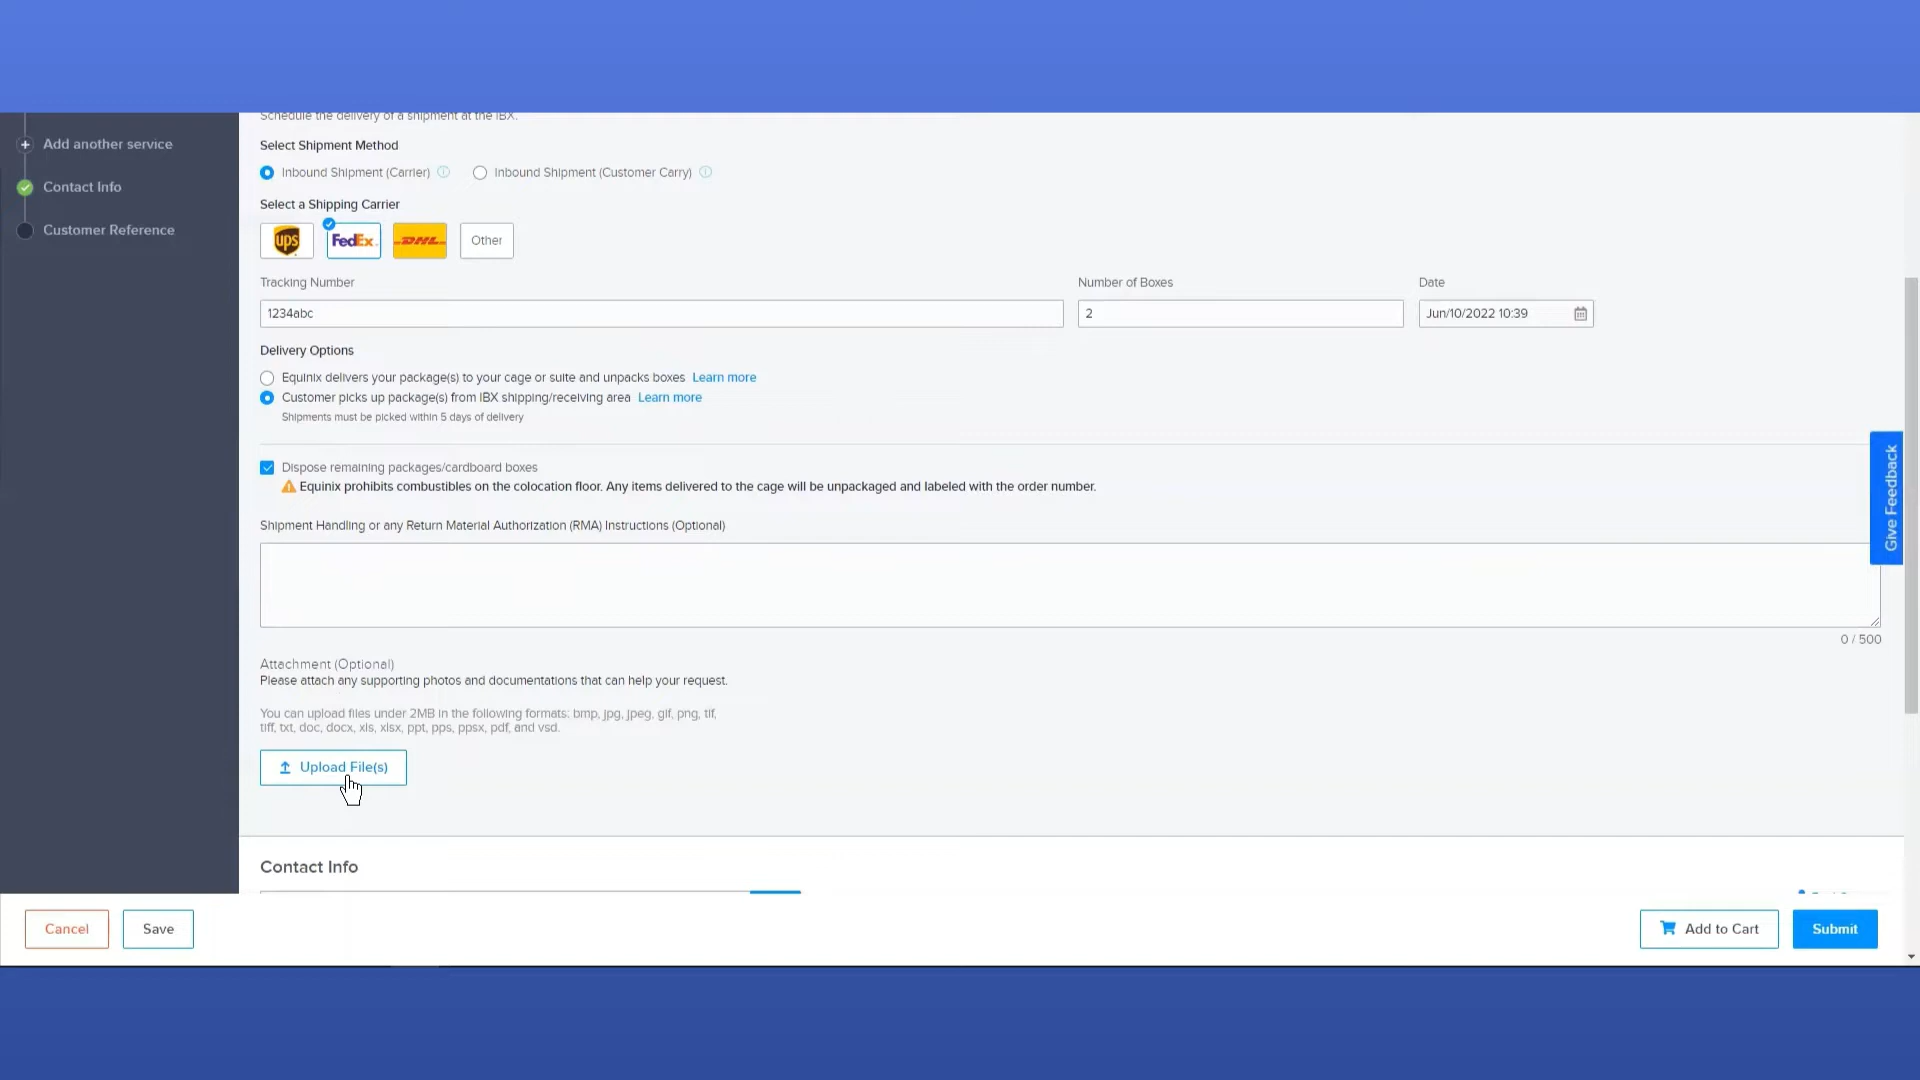 Schedule the delivery of a shipment at the IBX.
Add another service
Contact Info
Customer Reference
Select Shipment Method
Inbound Shipment (Carrier)
Inbound Shipment (Customer Carry)
Select a Shipping Carrier
ups
FedEx
DHL
Other
Tracking Number
Number of Boxes
Date
1234abc
2
Jun/10/2022 10:39
Delivery Options
Equinix delivers your package(s) to your cage or suite and unpacks boxes Learn more
Customer picks up package(s) from IBX shipping/receiving area Learn more
Shipments must be picked within 5 days of delivery
Dispose remaining packages/cardboard boxes
Equinix prohibits combustibles on the colocation floor. Any items delivered to the cage will be unpackaged and labeled with the order number.
Give Feedback
Shipment Handling or any Return Material Authorization (RMA) Instructions (Optional)
0 / 500
Attachment (Optional)
Please attach any supporting photos and documentations that can help your request.
You can upload files under 2MB in the following formats: bmp, jpg, jpeg, gif, png, tif,
tiff, txt, doc, docx, xls, xlsx, ppt, pps, ppsx, pdf, and vsd.
Upload File(s)
Contact Info
Cancel
Save
Add to Cart
Submit